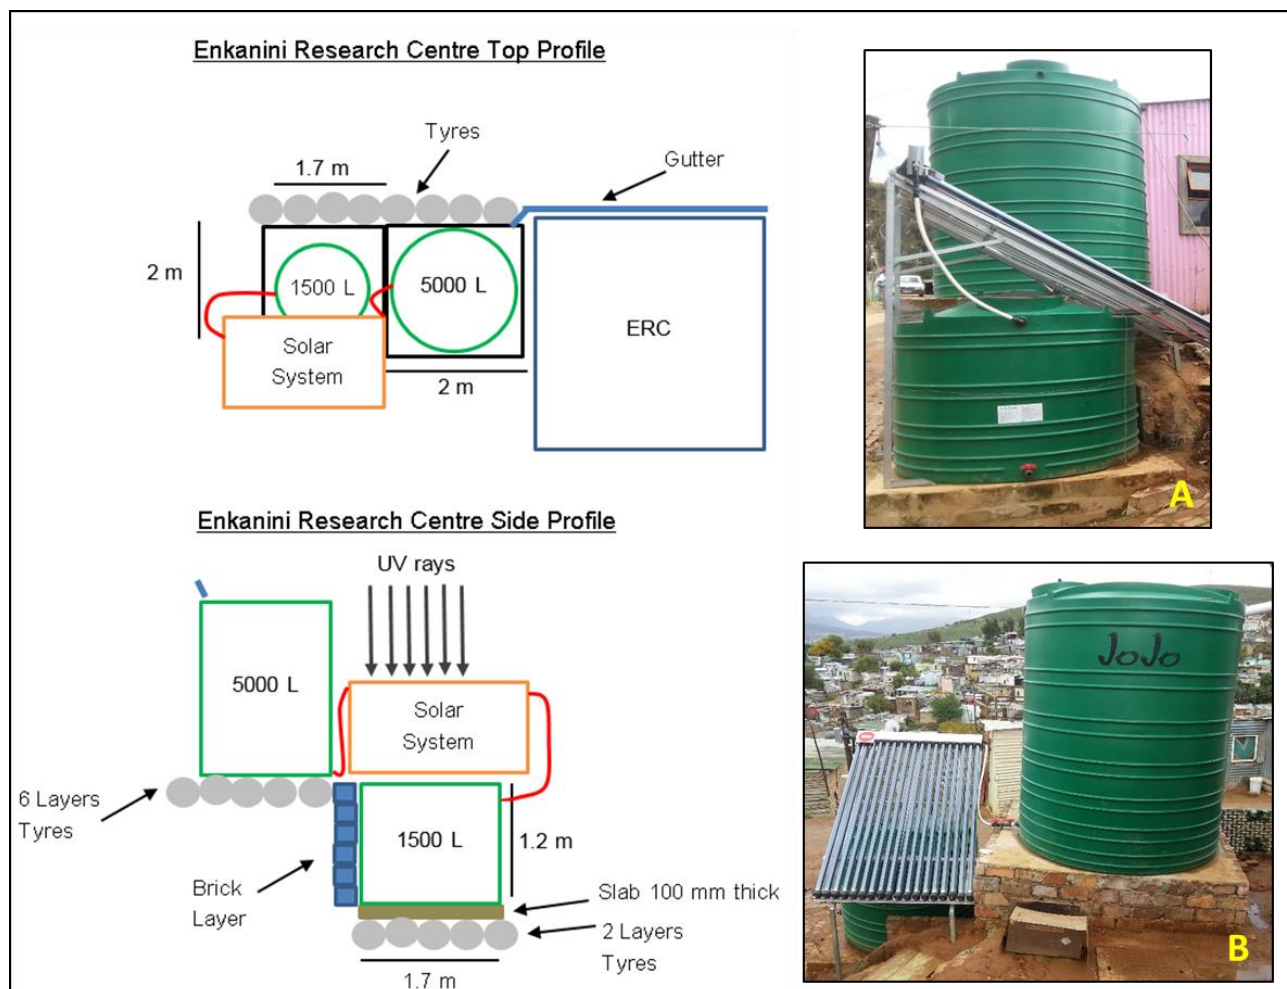 Enkanini Research Centre Top Profile
Tyres
1.7 m
Gutter
2 m
1500 L
5000 L
ERC
Solar
System
2 m
Enkanini Research Centre Side Profile
UV rays
5000 L
Solar
System
6 Layers
Tyres
1500 L
1.2 m
Brick
Layer
Slab 100 mm thick
2 Layers
Tyres
1.7 m
A
JoJo
B